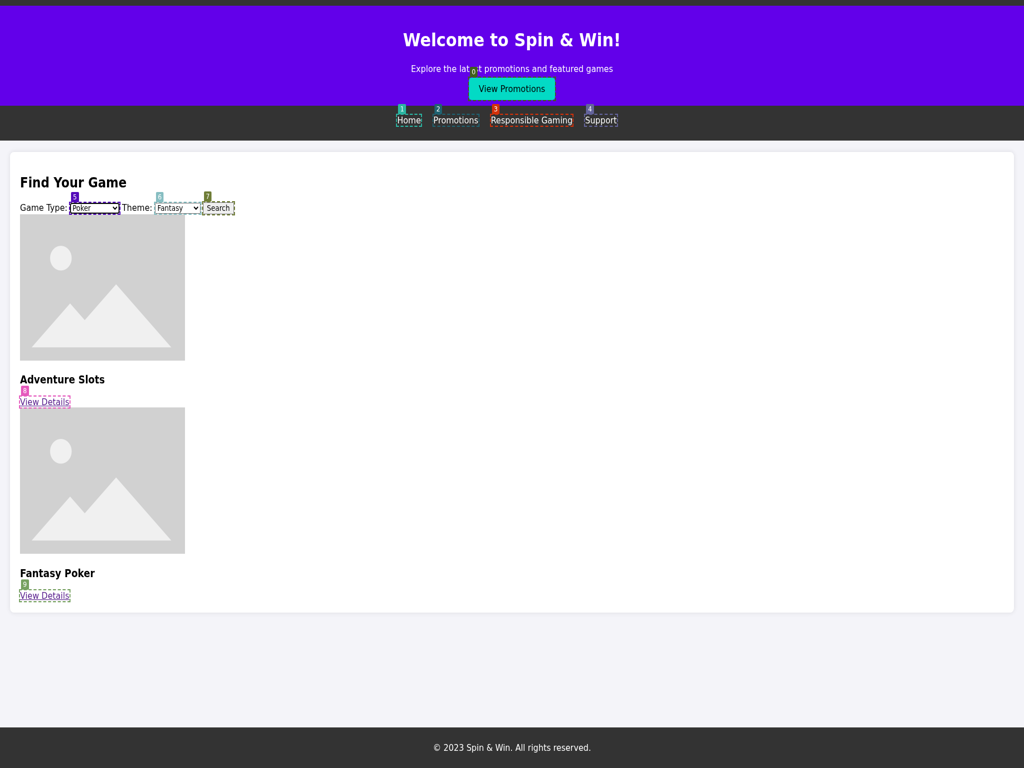 Welcome to Spin & Win!
Explore the latest promotions and featured games
0
View Promotions
1 2 3 4
Home Promotions Responsible Gaming Support
Find Your Game
5 6 7
Game Type: Poker Theme: Fantasy Search
Adventure Slots
8
View Details
Fantasy Poker
9
View Details
© 2023 Spin & Win. All rights reserved.